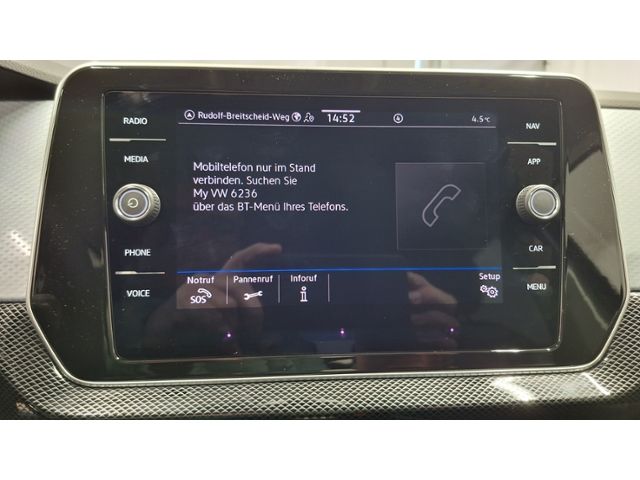 RADIO
MEDIA
PHONE
VOICE
Rudolf-Breitscheid-Weg
14:52
4.5°C
Mobiltelefon nur im Stand
verbinden. Suchen Sie
My VW 6236
über das BT-Menü Ihres Telefons.
Notruf
SOS
Pannenruf
Inforuf
Setup
NAV
APP
CAR
MENU